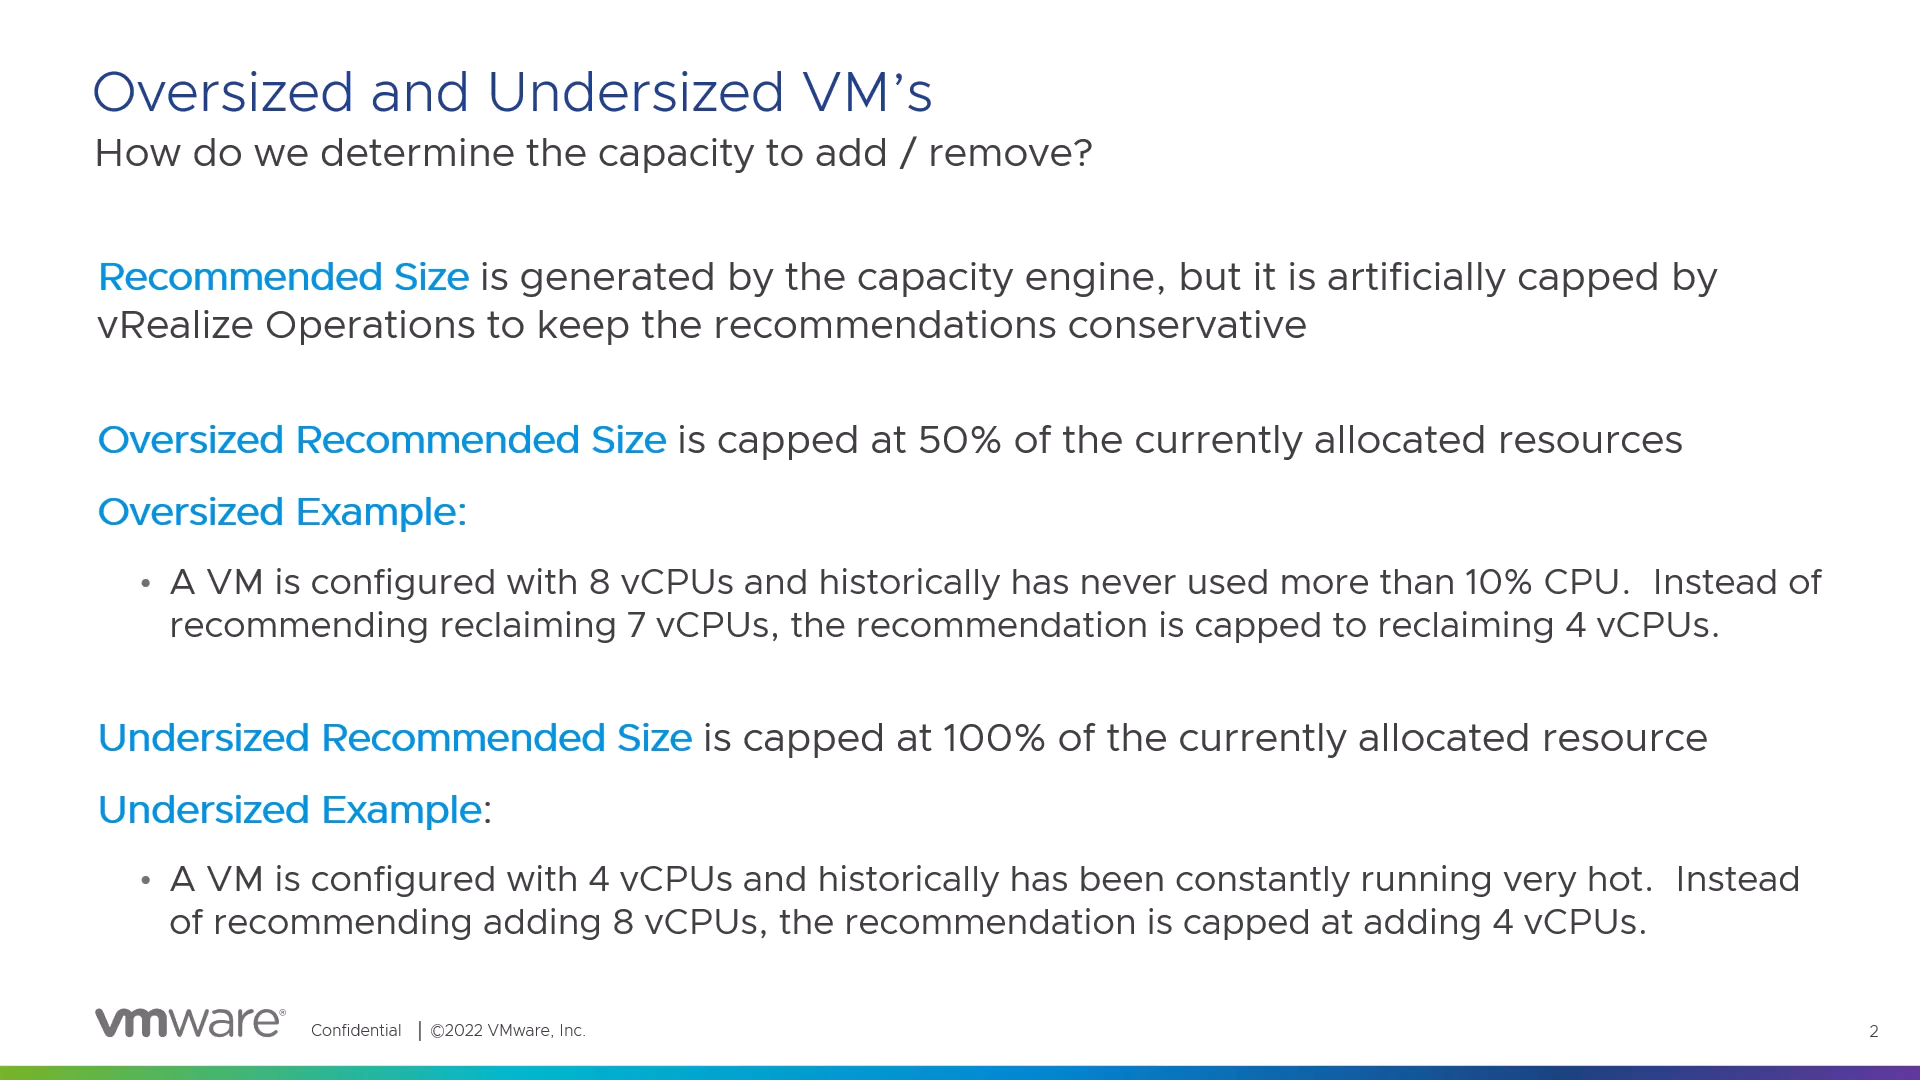 Oversized and Undersized VM’s
How do we determine the capacity to add / remove?
Recommended Size is generated by the capacity engine, but it is artificially capped by
vRealize Operations to keep the recommendations conservative
Oversized Recommended Size is capped at 50% of the currently allocated resources
Oversized Example:
• A VM is configured with 8 vCPUs and historically has never used more than 10% CPU.  Instead of
recommending reclaiming 7 vCPUs, the recommendation is capped to reclaiming 4 vCPUs.
Undersized Recommended Size is capped at 100% of the currently allocated resource
Undersized Example:
• A VM is configured with 4 vCPUs and historically has been constantly running very hot.  Instead
of recommending adding 8 vCPUs, the recommendation is capped at adding 4 vCPUs.
vmware® Confidential | ©2022 VMware, Inc. 2